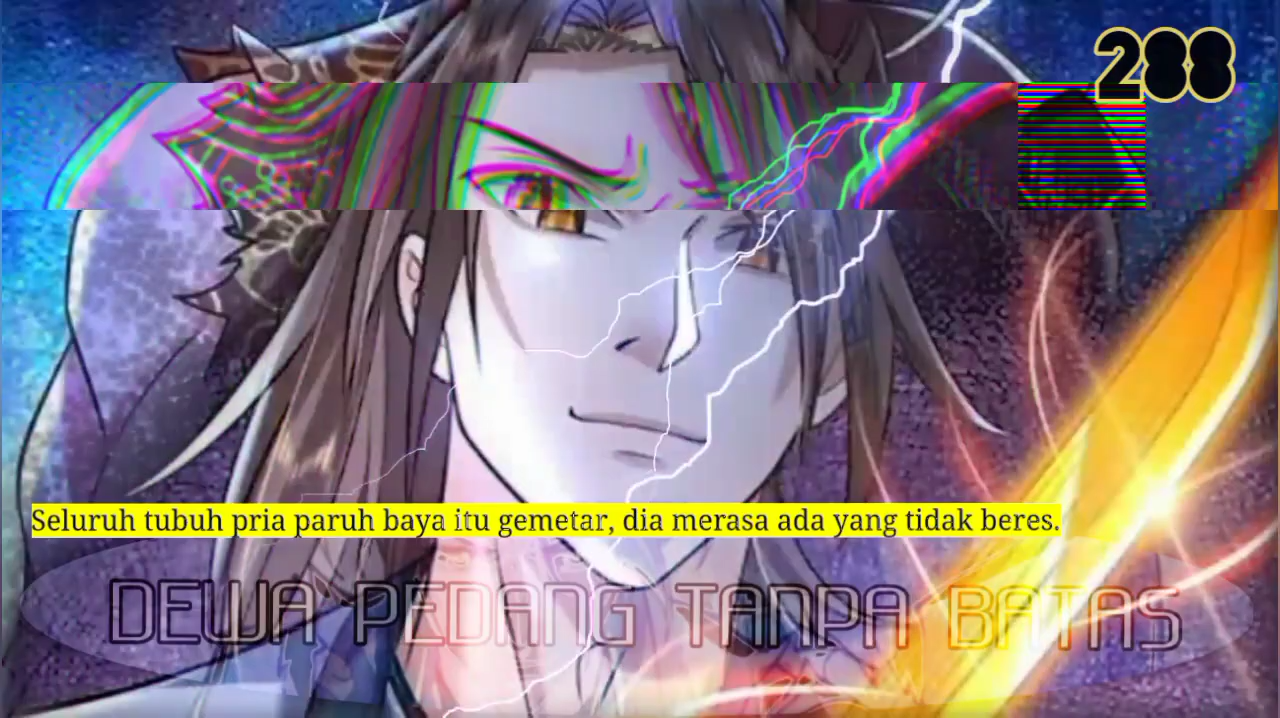 288
Seluruh tubuh pria paruh baya itu gemetar, dia merasa ada yang tidak beres.
DEWA PEDANG TANPA BATAS